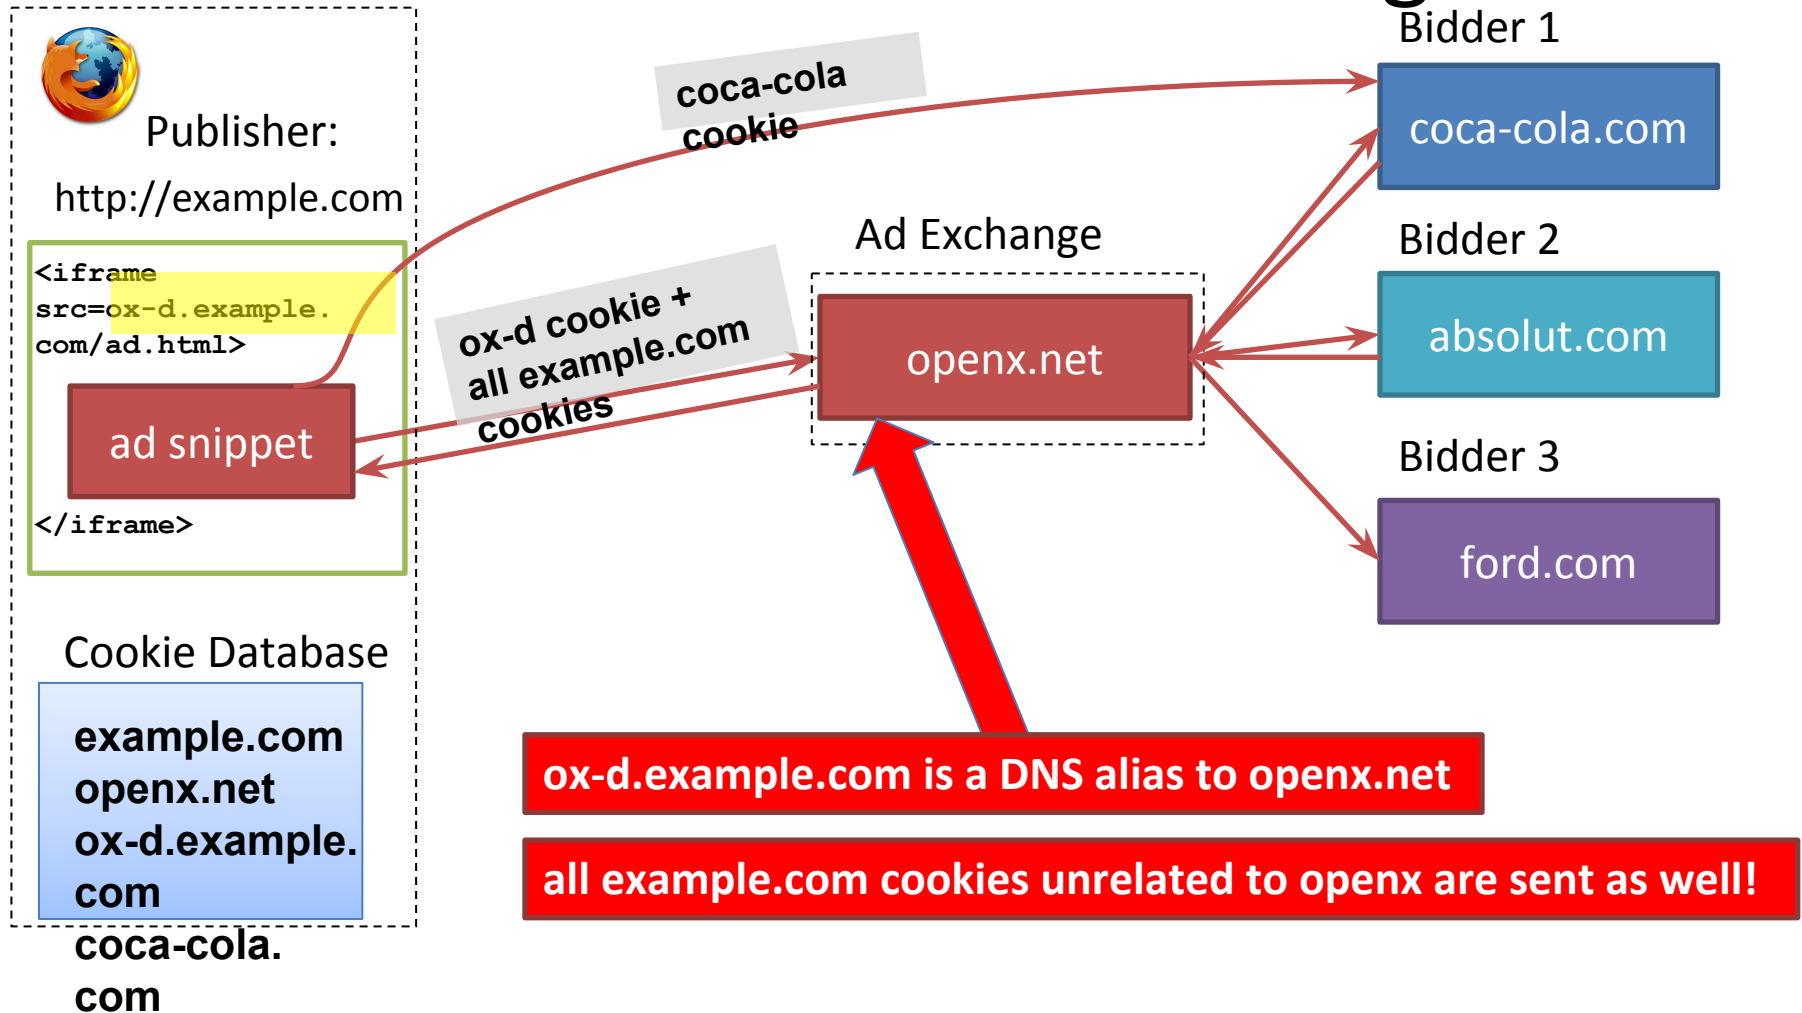 Bidder 1
coca-cola
cookie
coca-cola.com
Publisher:
http://example.com
Ad Exchange
Bidder 2
<iframe
src=ox-d.example.
com/ad.html>
ox-d cookie +
all example.com
cookies
openx.net
absolut.com
ad snippet
Bidder 3
</iframe>
ford.com
Cookie Database
example.com
openx.net
ox-d.example.
com
coca-cola.
com
ox-d.example.com is a DNS alias to openx.net
all example.com cookies unrelated to openx are sent as well!